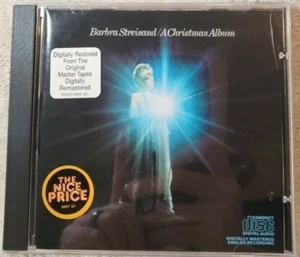 Barbra Streisand/A Christmas Album
Digitally Restored
From The
Original
Master Tapes
Digitally
Remastered
THE
NICE
PRICE
COMPACT
disc
DIGITAL AUDIO
DIGITALLY MASTERED
ANALOG RECORDING